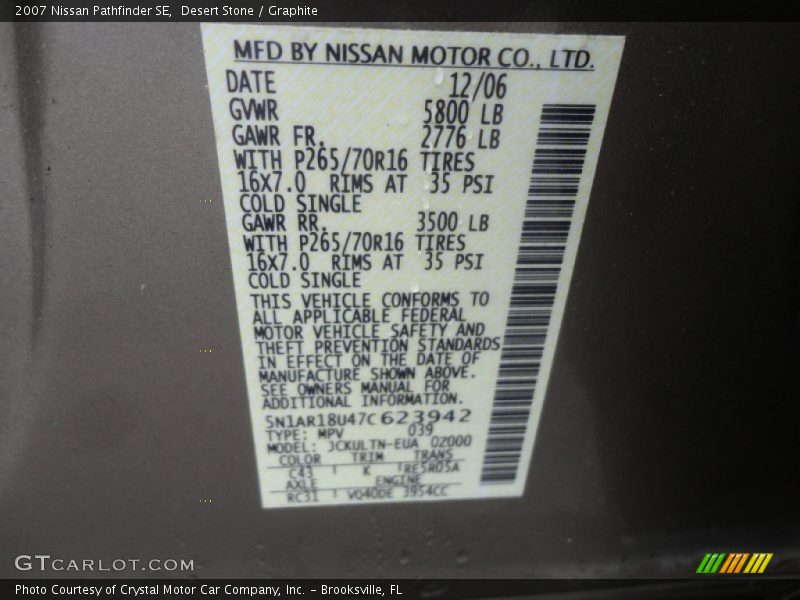 2007 Nissan Pathfinder SE,  Desert Stone / Graphite
MFD BY NISSAN MOTOR CO., LTD.
DATE 12/06
GVWR 5800 LB
GAWR FR. 2776 LB
WITH P265/70R16 TIRES
16X7.0 RIMS AT 35 PSI
COLD SINGLE
GAWR RR. 3500 LB
WITH P265/70R16 TIRES
16X7.0 RIMS AT 35 PSI
COLD SINGLE
THIS VEHICLE CONFORMS TO
ALL APPLICABLE FEDERAL
MOTOR VEHICLE SAFETY AND
THEFT PREVENTION STANDARDS
IN EFFECT ON THE DATE OF
MANUFACTURE SHOWN ABOVE.
SEE OWNERS MANUAL FOR
ADDITIONAL INFORMATION.
5N1AR18U47C623942
TYPE: MPV 039
MODEL: JCKULTN-EUA 02000
COLOR TRIM TRANS
C43 K RE5R05A
AXLE ENGINE
RC31 VQ40DE 3954CC
GTCARLOT.COM
Photo Courtesy of Crystal Motor Car Company, Inc. – Brooksville, FL